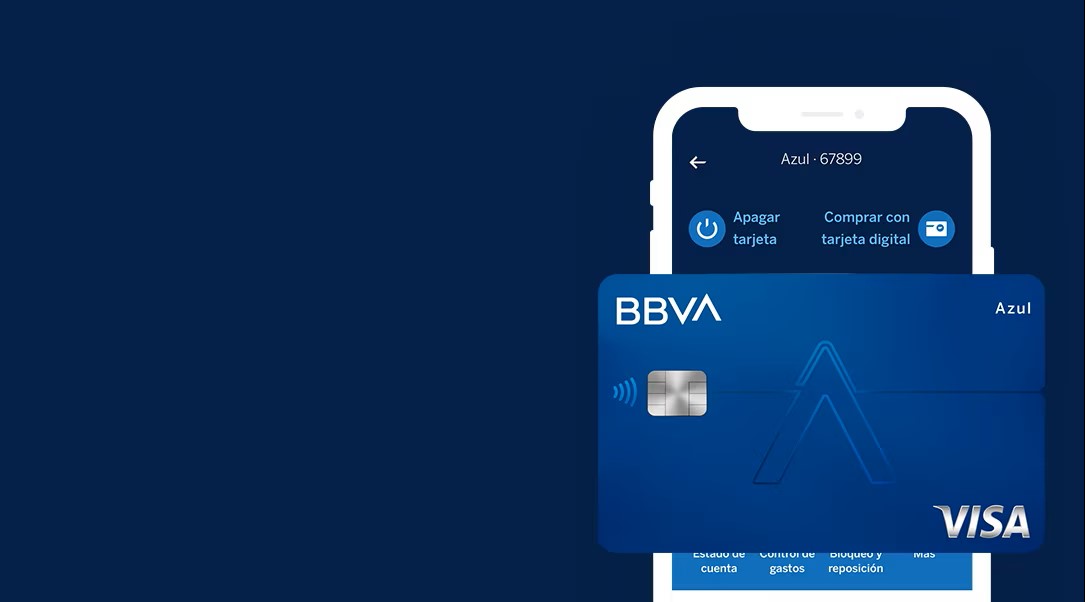 Azul · 67899
Apagar
tarjeta
Comprar con
tarjeta digital
BBVA
Azul
VISA
Estado de
cuenta
Control de
gastos
Bloqueo y
reposición
Más